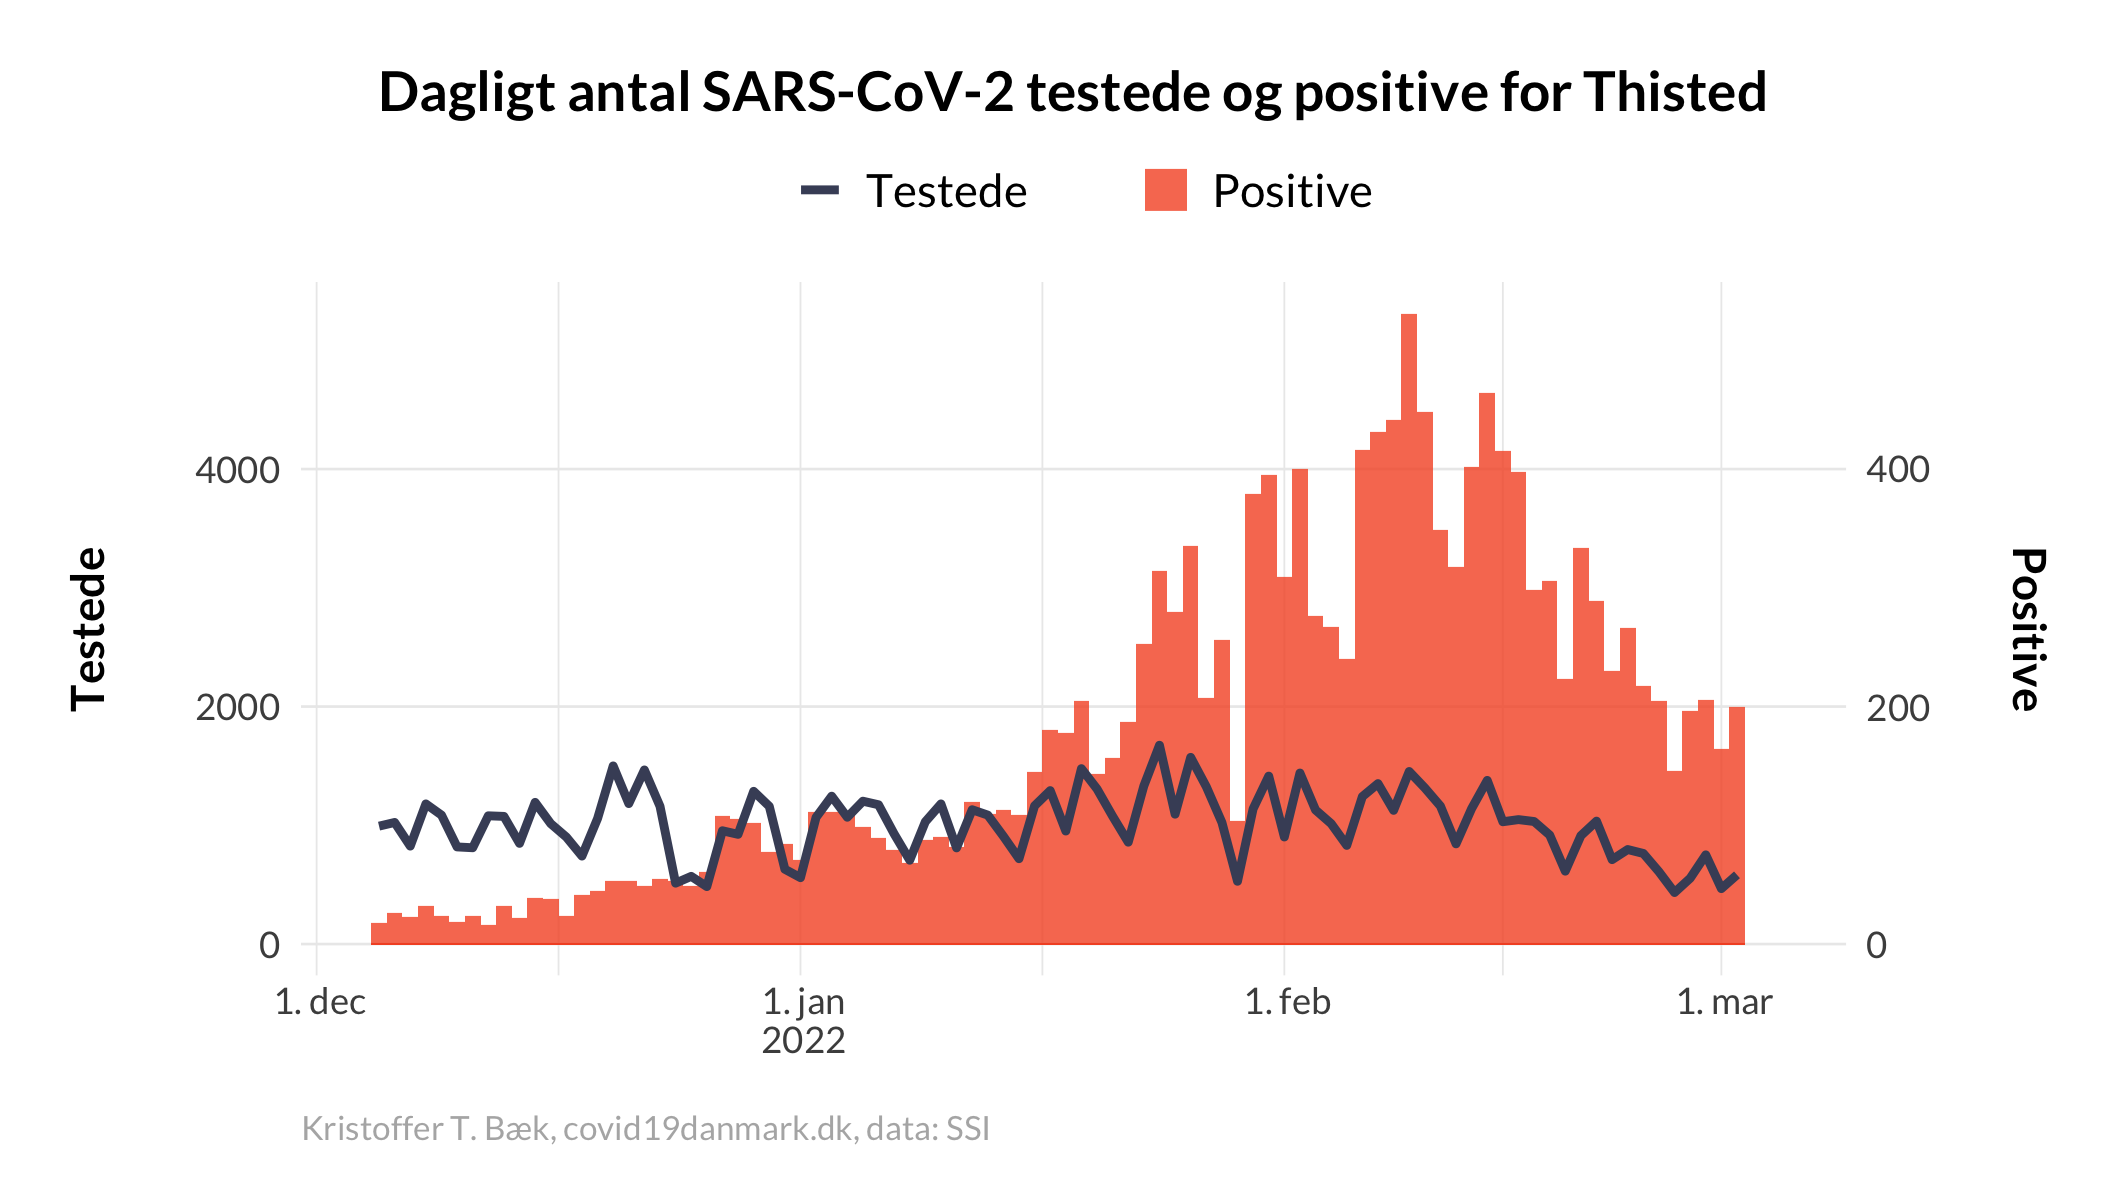 Dagligt antal SARS-CoV-2 testede og positive for Thisted
Testede
Positive
Testede
4000
2000
0
400
200
0
Positive
1. dec
1. jan
2022
1. feb
1. mar
Kristoffer T. Bæk, covid19danmark.dk, data: SSI